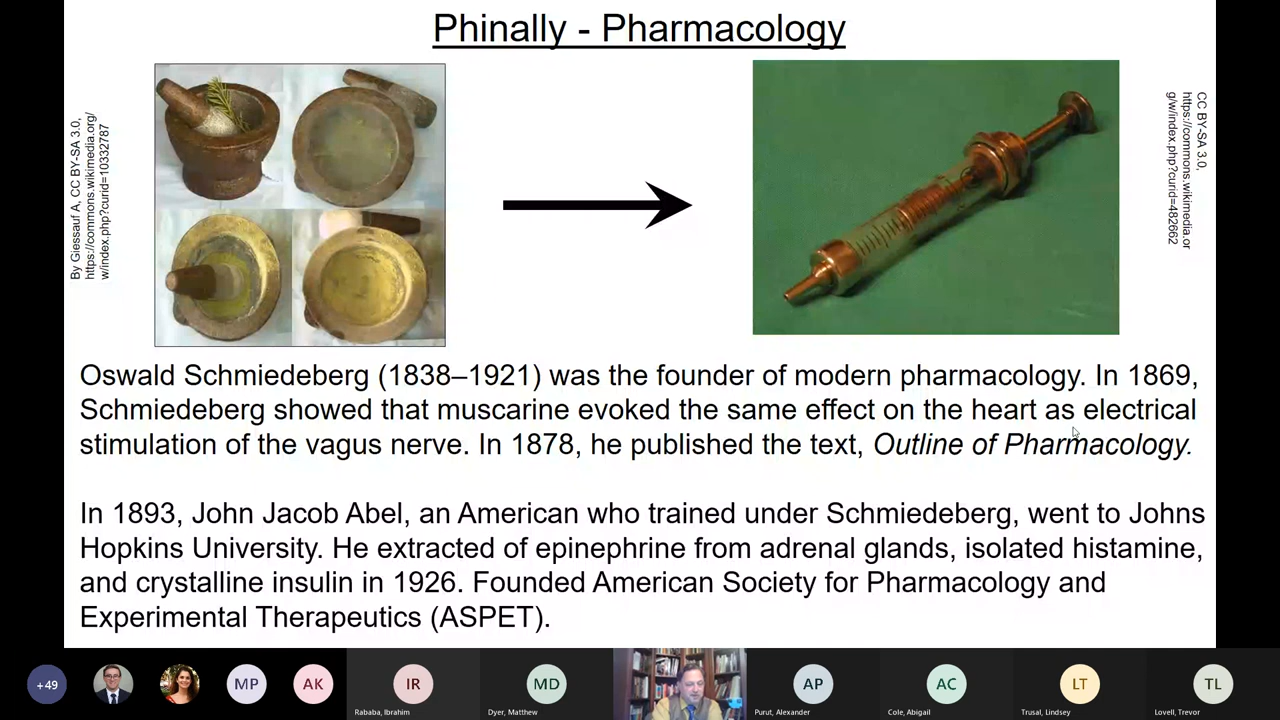 Phinally - Pharmacology
By Giessauf A, CC BY-SA 3.0,
https://commons.wikimedia.org/
w/index.php?curid=10332787
CC BY-SA 3.0,
https://commons.wikimedia.or
g/w/index.php?curid=482662
Oswald Schmiedeberg (1838–1921) was the founder of modern pharmacology. In 1869,
Schmiedeberg showed that muscarine evoked the same effect on the heart as electrical
stimulation of the vagus nerve. In 1878, he published the text, Outline of Pharmacology.
In 1893, John Jacob Abel, an American who trained under Schmiedeberg, went to Johns
Hopkins University. He extracted of epinephrine from adrenal glands, isolated histamine,
and crystalline insulin in 1926. Founded American Society for Pharmacology and
Experimental Therapeutics (ASPET).
+49
MP
AK
IR
MD
AP
AC
LT
TL
Rababa, Ibrahim
Dyer, Matthew
Purut, Alexander
Cole, Abigail
Trusal, Lindsey
Lovell, Trevor